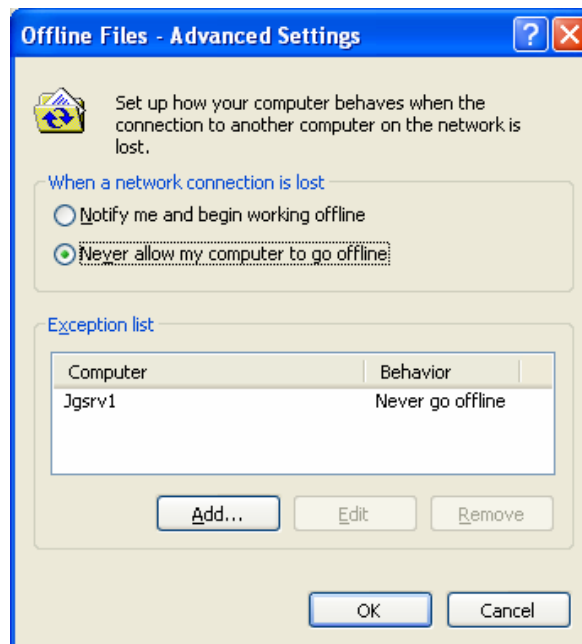 Offline Files - Advanced Settings
Set up how your computer behaves when the
connection to another computer on the network is
lost.
When a network connection is lost
Notify me and begin working offline
Never allow my computer to go offline
Exception list
Computer Behavior
Jgsrv1 Never go offline
Add... Edit Remove
OK Cancel